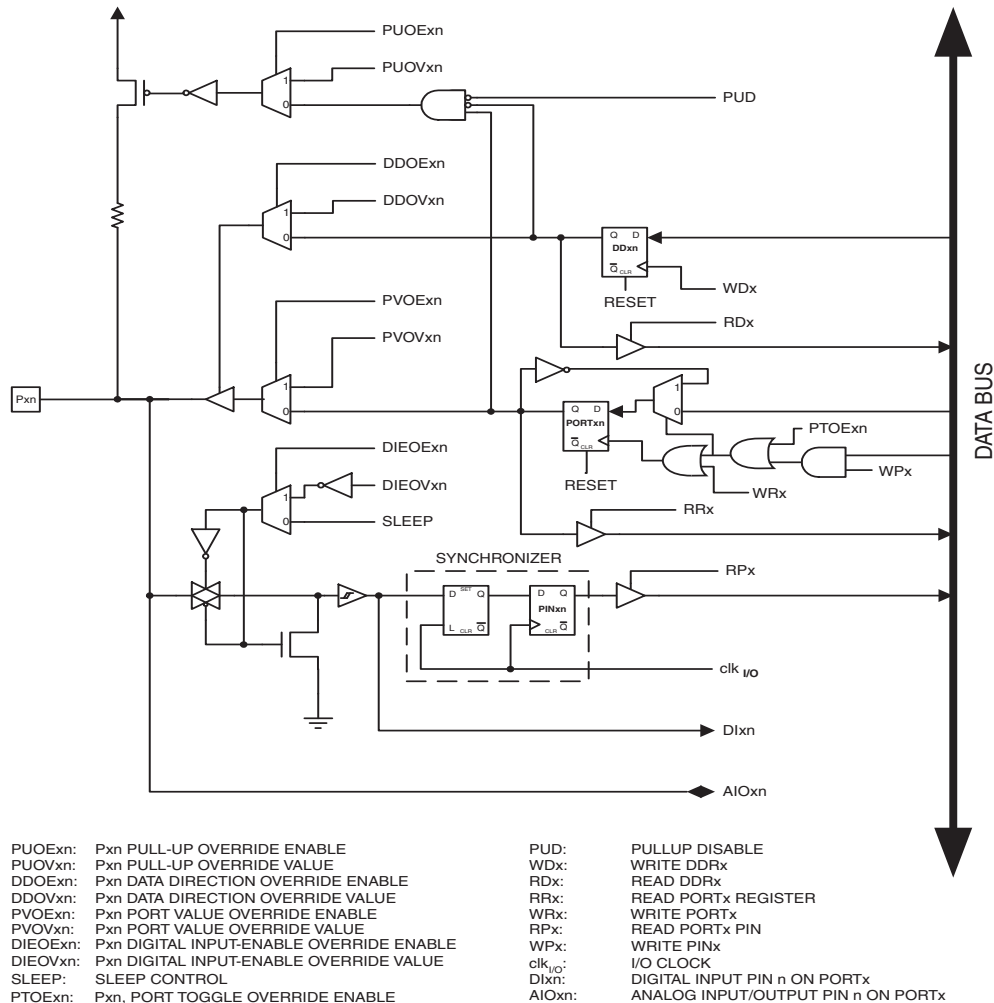 PUOExn
PUOVxn
1
0
PUD
DDOExn
DDOVxn
1
0
Q D
DDxn
Q CLR
WDx
RESET
RDx
PVOExn
PVOVxn
1
0
Pxn
Q D
PORTxn
Q CLR
1
0
PTOExn
WPx
WRx
RESET
RRx
DATA BUS
DIEOExn
DIEOVxn
1
0
SLEEP
SYNCHRONIZER
D SET Q
L CLR Q
D Q
PINxn
CLR Q
RPx
clk I/O
DIxn
AIOxn
PUOExn: Pxn PULL-UP OVERRIDE ENABLE
PUOVxn: Pxn PULL-UP OVERRIDE VALUE
DDOExn: Pxn DATA DIRECTION OVERRIDE ENABLE
DDOVxn: Pxn DATA DIRECTION OVERRIDE VALUE
PVOExn: Pxn PORT VALUE OVERRIDE ENABLE
PVOVxn: Pxn PORT VALUE OVERRIDE VALUE
DIEOExn: Pxn DIGITAL INPUT-ENABLE OVERRIDE ENABLE
DIEOVxn: Pxn DIGITAL INPUT-ENABLE OVERRIDE VALUE
SLEEP: SLEEP CONTROL
PTOExn: Pxn, PORT TOGGLE OVERRIDE ENABLE
PUD: PULLUP DISABLE
WDx: WRITE DDRx
RDx: READ DDRx
RRx: READ PORTx REGISTER
WRx: WRITE PORTx
RPx: READ PORTx PIN
WPx: WRITE PINx
clkI/O: I/O CLOCK
DIxn: DIGITAL INPUT PIN n ON PORTx
AIOxn: ANALOG INPUT/OUTPUT PIN n ON PORTx